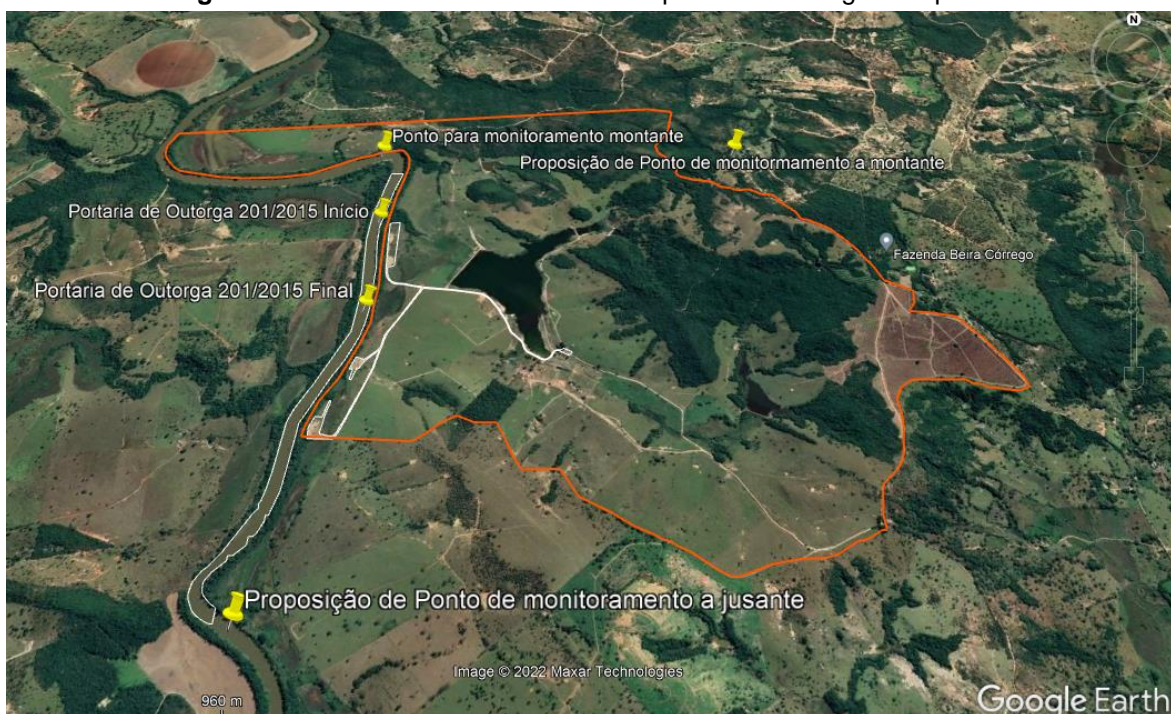 N
Ponto para monitoramento montante
Proposição de Ponto de monitormamento a montante
Portaria de Outorga 201/2015 Início
Fazenda Beira Córrego
Portaria de Outorga 201/2015 Final
Proposição de Ponto de monitoramento a jusante
Image © 2022 Maxar Technologies
960 m
Google Earth